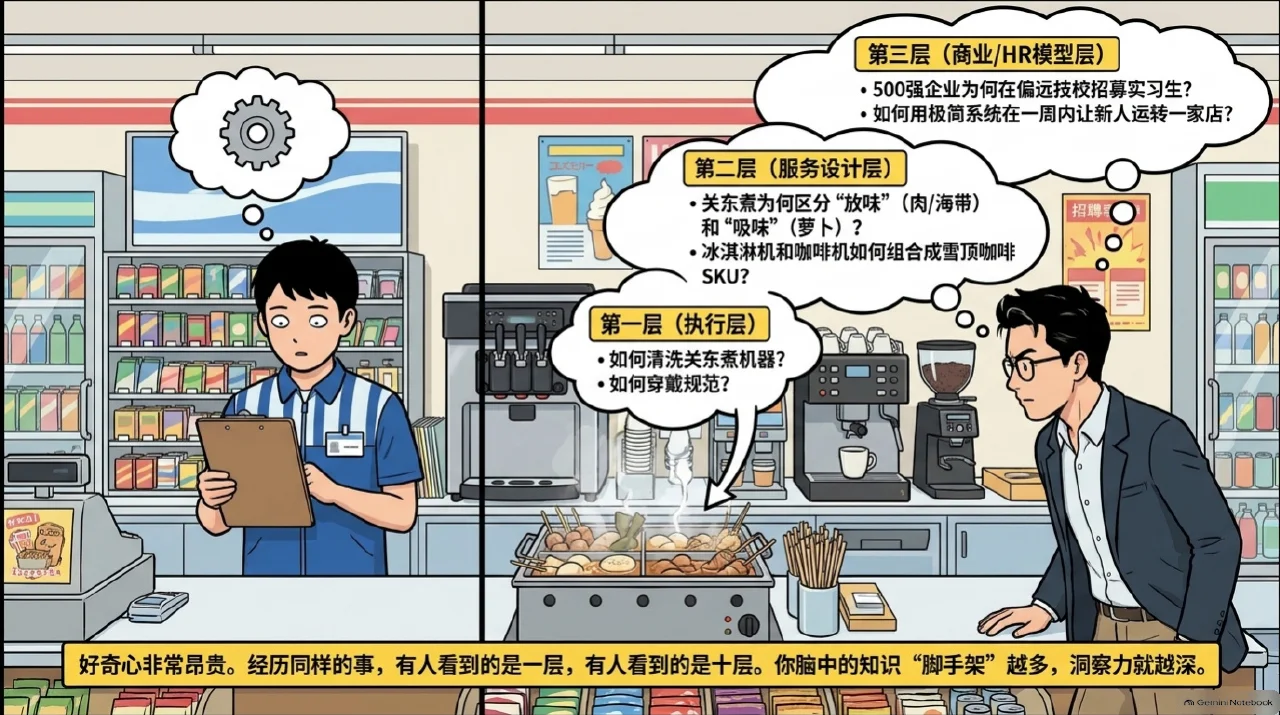 第三层（商业/HR模型层）
• 500强企业为何在偏远技校招募实习生？
• 如何用极简系统在一周内让新人运转一家店？
第二层（服务设计层）
• 关东煮为何区分“放味”（肉/海带）
和“吸味”（萝卜）？
• 冰淇淋机和咖啡机如何组合成雪顶咖啡
SKU？
招聘
第一层（执行层）
• 如何清洗关东煮机器？
• 如何穿戴规范？
好奇心非常昂贵。经历同样的事，有人看到的是一层，有人看到的是十层。你脑中的知识“脚手架”越多，洞察力就越深。
Gemini Notebook